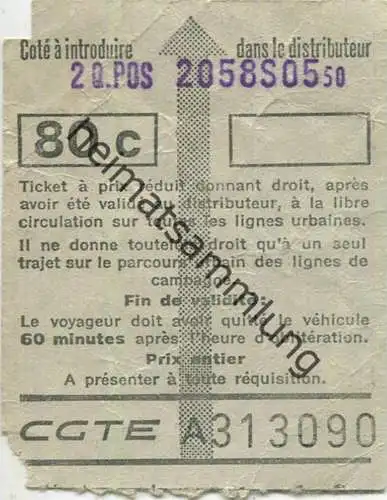 Coté à introduire dans le distributeur
2 Q.POS 2058S05 50
80 c
Ticket à prix réduit donnant droit, après
avoir été validé au distributeur, à la libre
circulation sur toutes les lignes urbaines.
Il ne donne toutefois droit qu'à un seul
trajet sur le parcours urbain des lignes de
campagne.
Fin de validité:
Le voyageur doit avoir quitté le véhicule
60 minutes après l'heure d'oblitération.
Prix entier
A présenter à toute réquisition.
CGTE A313090
heimatsammlung